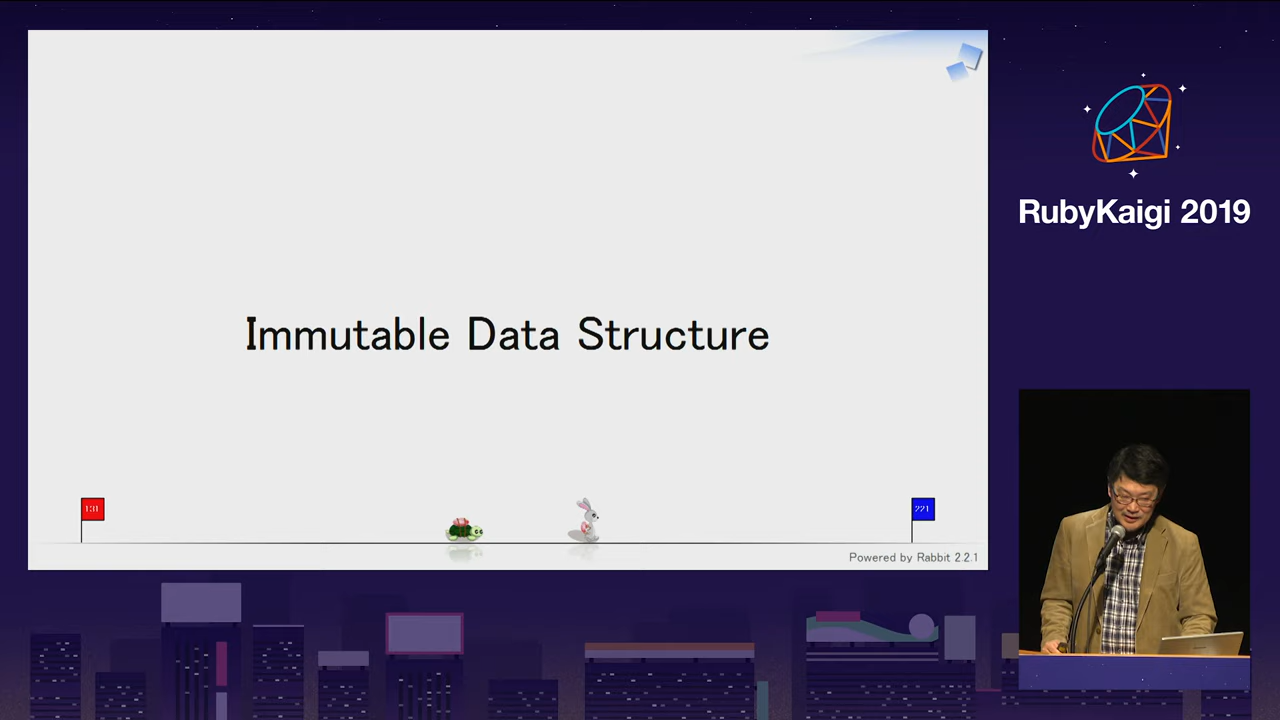 Immutable Data Structure
131
221
Powered by Rabbit 2.2.1
RubyKaigi 2019